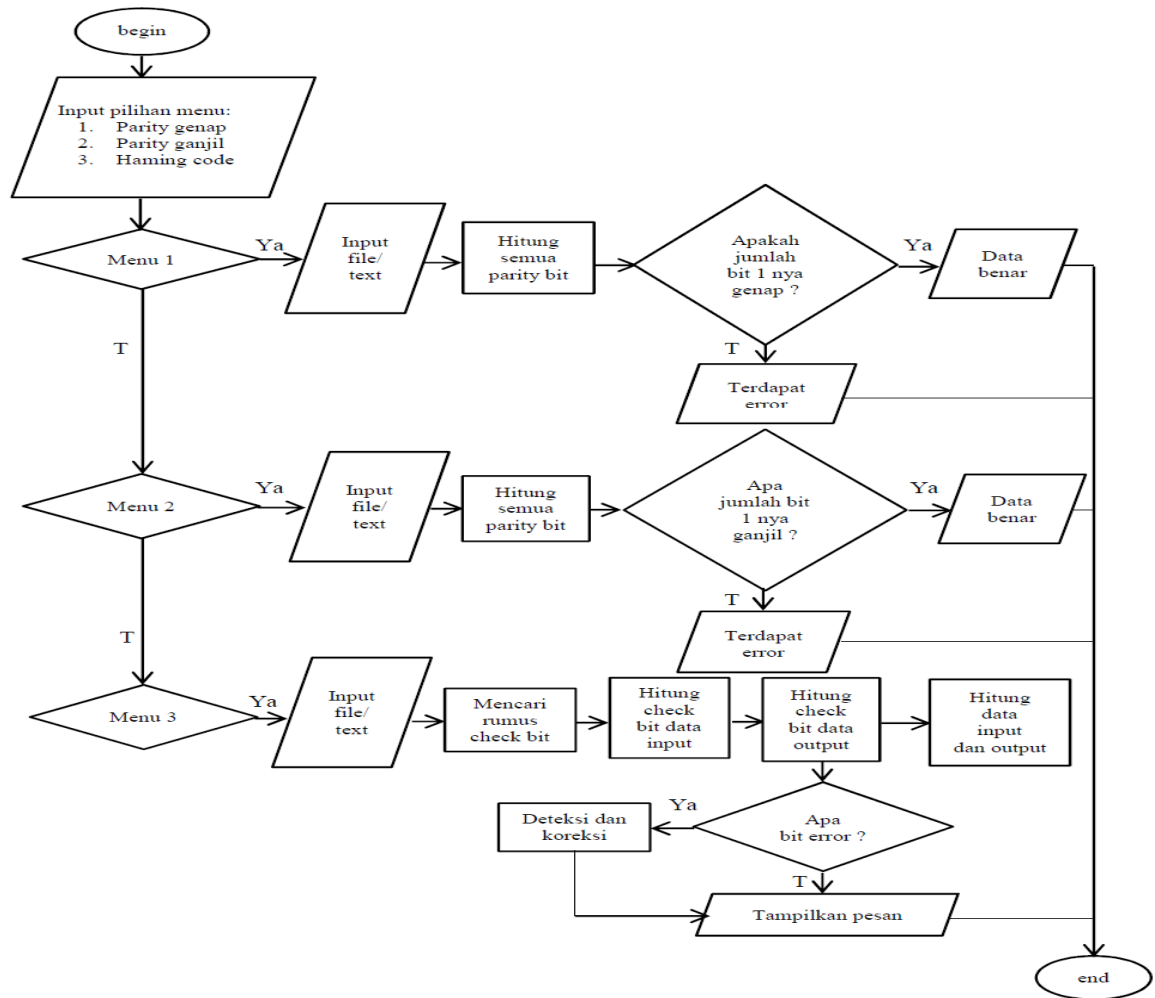 begin
Input pilihan menu:
1. Parity genap
2. Parity ganjil
3. Haming code
Menu 1
Ya
Input
file/
text
Hitung
semua
parity bit
Apakah
jumlah
bit 1 nya
genap ?
Ya
Data
benar
T
T
Terdapat
error
Menu 2
Ya
Input
file/
text
Hitung
semua
parity bit
Apa
jumlah bit
1 nya
ganjil ?
Ya
Data
benar
T
T
Terdapat
error
Menu 3
Ya
Input
file/
text
Mencari
rumus
check bit
Hitung
check
bit data
input
Hitung
check
bit data
output
Hitung
data
input
dan output
Deteksi dan
koreksi
Ya
Apa
bit error ?
T
Tampilkan pesan
end